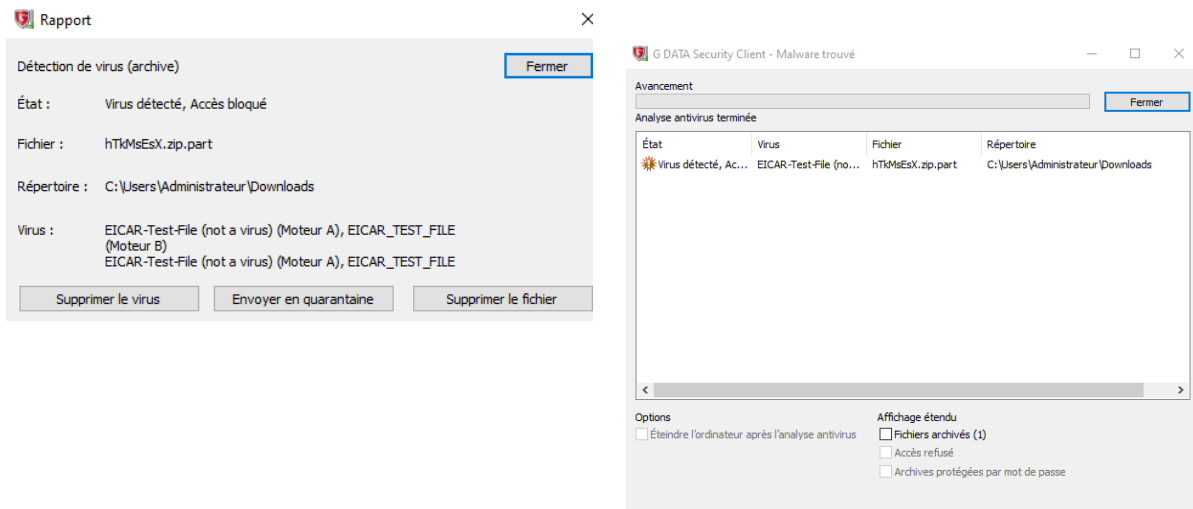 Rapport
Détection de virus (archive)
Fermer
État :
Virus détecté, Accès bloqué
Fichier :
hTkMsEsX.zip.part
Répertoire :
C:\Users\Administrateur\Downloads
Virus :
EICAR-Test-File (not a virus) (Moteur A), EICAR_TEST_FILE
(Moteur B)
EICAR-Test-File (not a virus) (Moteur A), EICAR_TEST_FILE
Supprimer le virus
Envoyer en quarantaine
Supprimer le fichier
G DATA Security Client - Malware trouvé
Avancement
Fermer
Analyse antivirus terminée
État Virus Fichier Répertoire
Virus détecté, Ac... EICAR-Test-File (no... hTkMsEsX.zip.part C:\Users\Administrateur\Downloads
Options
Éteindre l'ordinateur après l'analyse antivirus
Affichage étendu
Fichiers archivés (1)
Accès refusé
Archives protégées par mot de passe